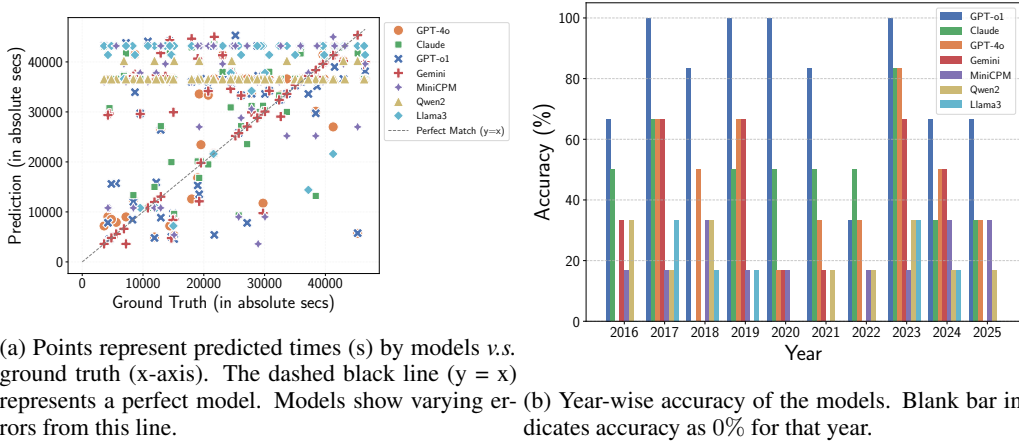 GPT-4o
Claude
GPT-o1
Gemini
MiniCPM
Qwen2
Llama3
Perfect Match (y=x)
Prediction (in absolute secs)
40000
30000
20000
10000
0
0 10000 20000 30000 40000
Ground Truth (in absolute secs)
(a) Points represent predicted times (s) by models v.s.
ground truth (x-axis). The dashed black line (y = x)
represents a perfect model. Models show varying er-
rors from this line.
GPT-o1
Claude
GPT-4o
Gemini
MiniCPM
Qwen2
Llama3
Accuracy (%)
100
80
60
40
20
0
2016 2017 2018 2019 2020 2021 2022 2023 2024 2025
Year
(b) Year-wise accuracy of the models. Blank bar in
dicates accuracy as 0% for that year.